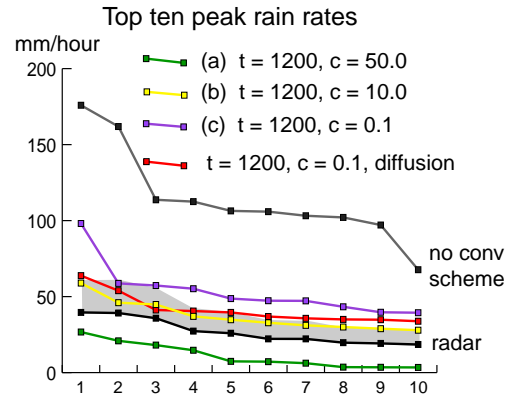 Top ten peak rain rates
mm/hour
200
(a) t = 1200, c = 50.0
(b) t = 1200, c = 10.0
150
(c) t = 1200, c = 0.1
t = 1200, c = 0.1, diffusion
100
no conv
scheme
50
radar
0
1 2 3 4 5 6 7 8 9 10